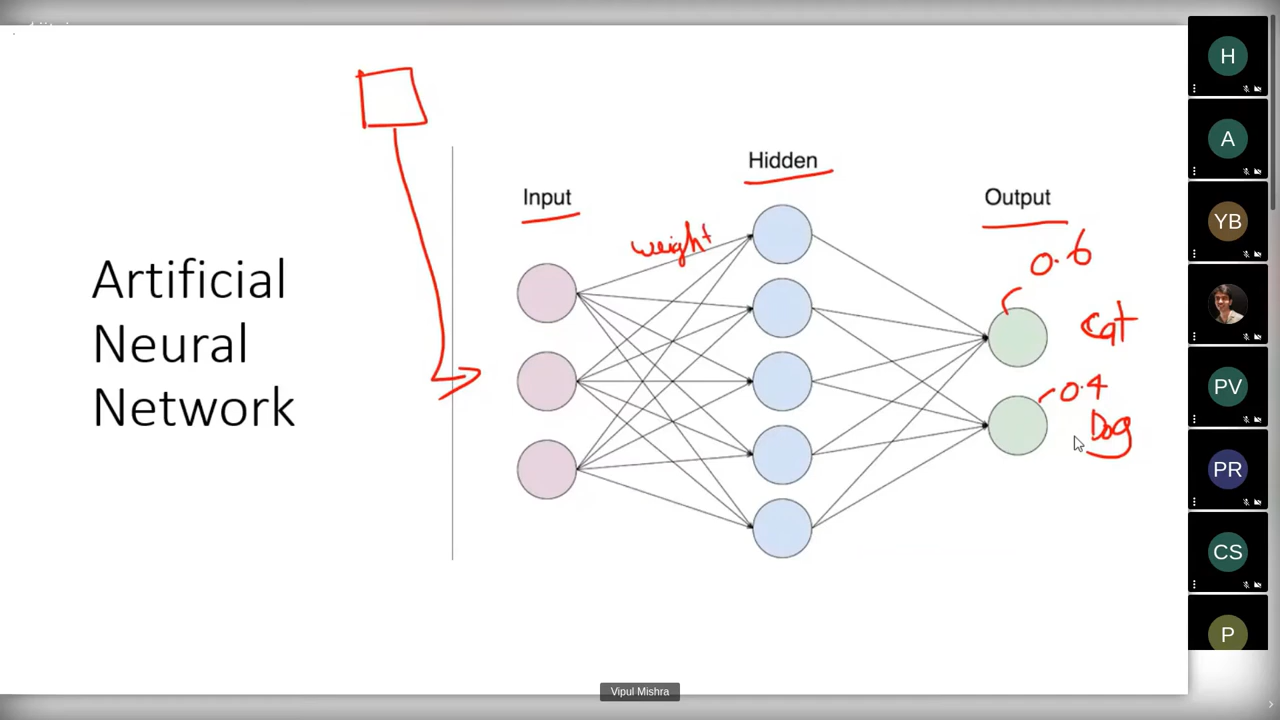 H
A
YB
PV
PR
CS
P
Artificial
Neural
Network
Input
Hidden
Output
weight
0.6
Cat
0.4
Dog
Vipul Mishra